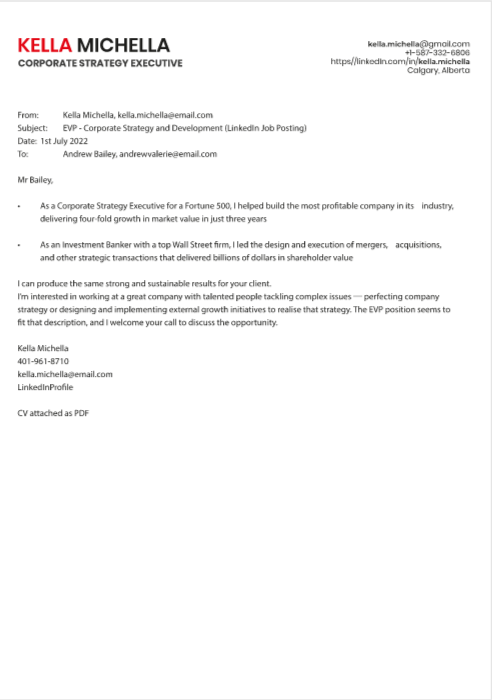 KELLA MICHELLA
CORPORATE STRATEGY EXECUTIVE
kella.michella@gmail.com
+1-587-332-6806
https//linkedin.com/in/kella.michella
Calgary, Alberta
From: Kella Michella, kella.michella@email.com
Subject: EVP - Corporate Strategy and Development (LinkedIn Job Posting)
Date: 1st July 2022
To: Andrew Bailey, andrewvalerie@email.com
Mr Bailey,
• As a Corporate Strategy Executive for a Fortune 500, I helped build the most profitable company in its industry,
delivering four-fold growth in market value in just three years
• As an Investment Banker with a top Wall Street firm, I led the design and execution of mergers, acquisitions,
and other strategic transactions that delivered billions of dollars in shareholder value
I can produce the same strong and sustainable results for your client.
I'm interested in working at a great company with talented people tackling complex issues — perfecting company
strategy or designing and implementing external growth initiatives to realise that strategy. The EVP position seems to
fit that description, and I welcome your call to discuss the opportunity.
Kella Michella
401-961-8710
kella.michella@email.com
LinkedInProfile
CV attached as PDF